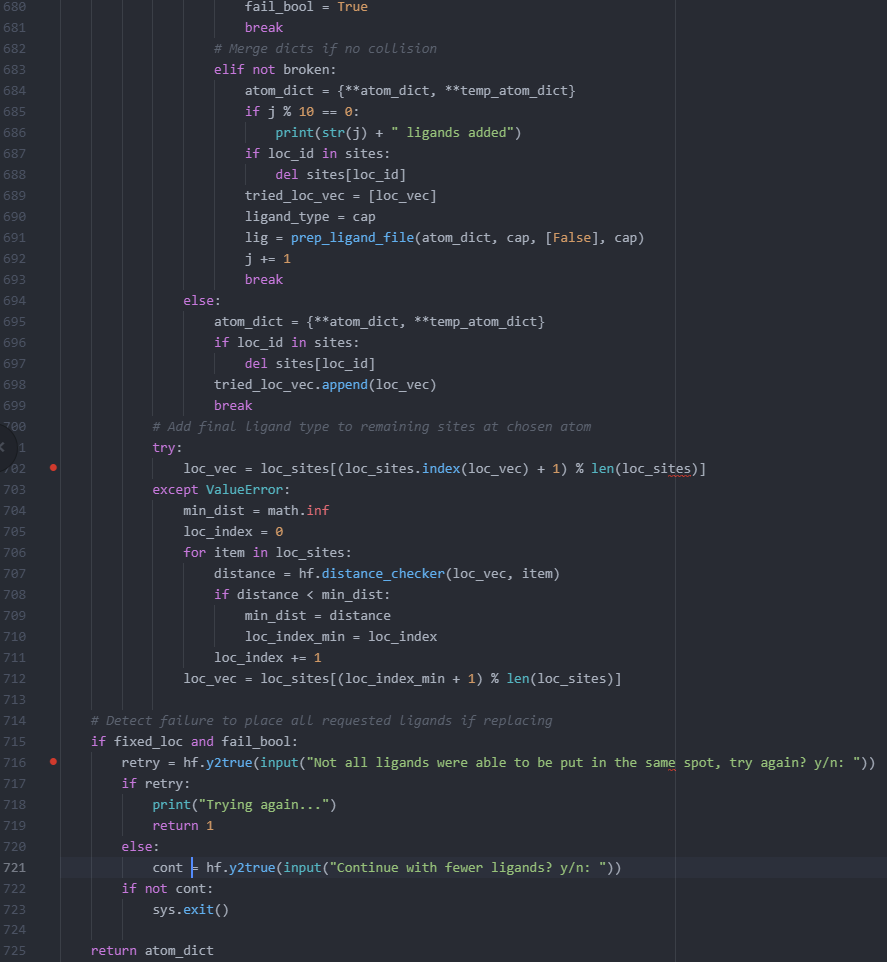 680                             fail_bool = True
681                             break
682                         # Merge dicts if no collision
683                         elif not broken:
684                             atom_dict = {**atom_dict, **temp_atom_dict}
685                             if j % 10 == 0:
686                                 print(str(j) + " ligands added")
687                             if loc_id in sites:
688                                 del sites[loc_id]
689                             tried_loc_vec = [loc_vec]
690                             ligand_type = cap
691                             lig = prep_ligand_file(atom_dict, cap, [False], cap)
692                             j += 1
693                             break
694                     else:
695                         atom_dict = {**atom_dict, **temp_atom_dict}
696                         if loc_id in sites:
697                             del sites[loc_id]
698                         tried_loc_vec.append(loc_vec)
699                         break
700                 # Add final ligand type to remaining sites at chosen atom
1                 try:
702                     loc_vec = loc_sites[(loc_sites.index(loc_vec) + 1) % len(loc_sites)]
703                 except ValueError:
704                     min_dist = math.inf
705                     loc_index = 0
706                     for item in loc_sites:
707                         distance = hf.distance_checker(loc_vec, item)
708                         if distance < min_dist:
709                             min_dist = distance
710                             loc_index_min = loc_index
711                         loc_index += 1
712                     loc_vec = loc_sites[(loc_index_min + 1) % len(loc_sites)]
713
714         # Detect failure to place all requested ligands if replacing
715         if fixed_loc and fail_bool:
716             retry = hf.y2true(input("Not all ligands were able to be put in the same spot, try again? y/n: "))
717             if retry:
718                 print("Trying again...")
719                 return 1
720             else:
721                 cont = hf.y2true(input("Continue with fewer ligands? y/n: "))
722             if not cont:
723                 sys.exit()
724
725         return atom_dict